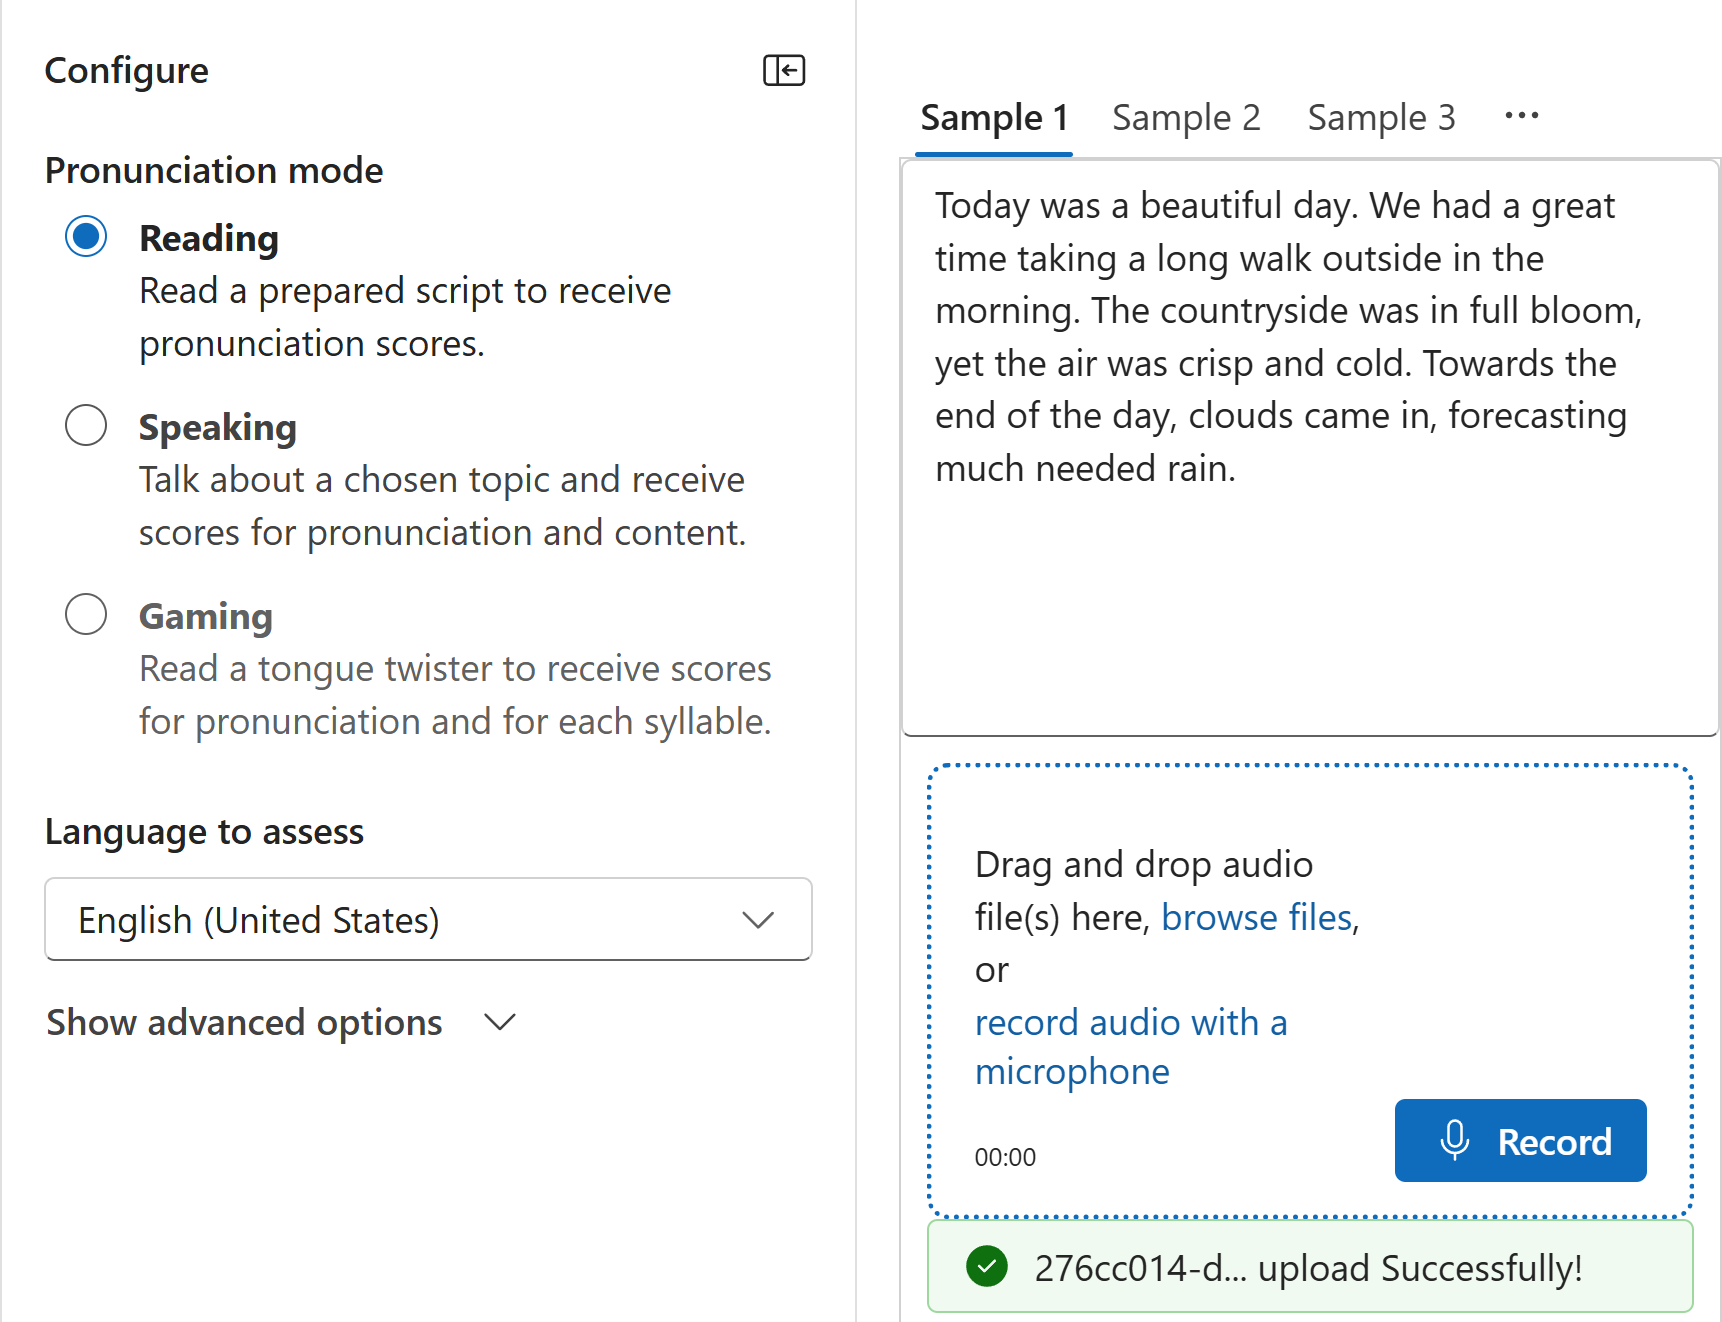 Configure
Pronunciation mode
Reading
Read a prepared script to receive
pronunciation scores.
Speaking
Talk about a chosen topic and receive
scores for pronunciation and content.
Gaming
Read a tongue twister to receive scores
for pronunciation and for each syllable.
Language to assess
English (United States)
Show advanced options
Sample 1 Sample 2 Sample 3 ...
Today was a beautiful day. We had a great
time taking a long walk outside in the
morning. The countryside was in full bloom,
yet the air was crisp and cold. Towards the
end of the day, clouds came in, forecasting
much needed rain.
Drag and drop audio
file(s) here, browse files,
or
record audio with a
microphone
00:00
Record
276cc014-d... upload Successfully!